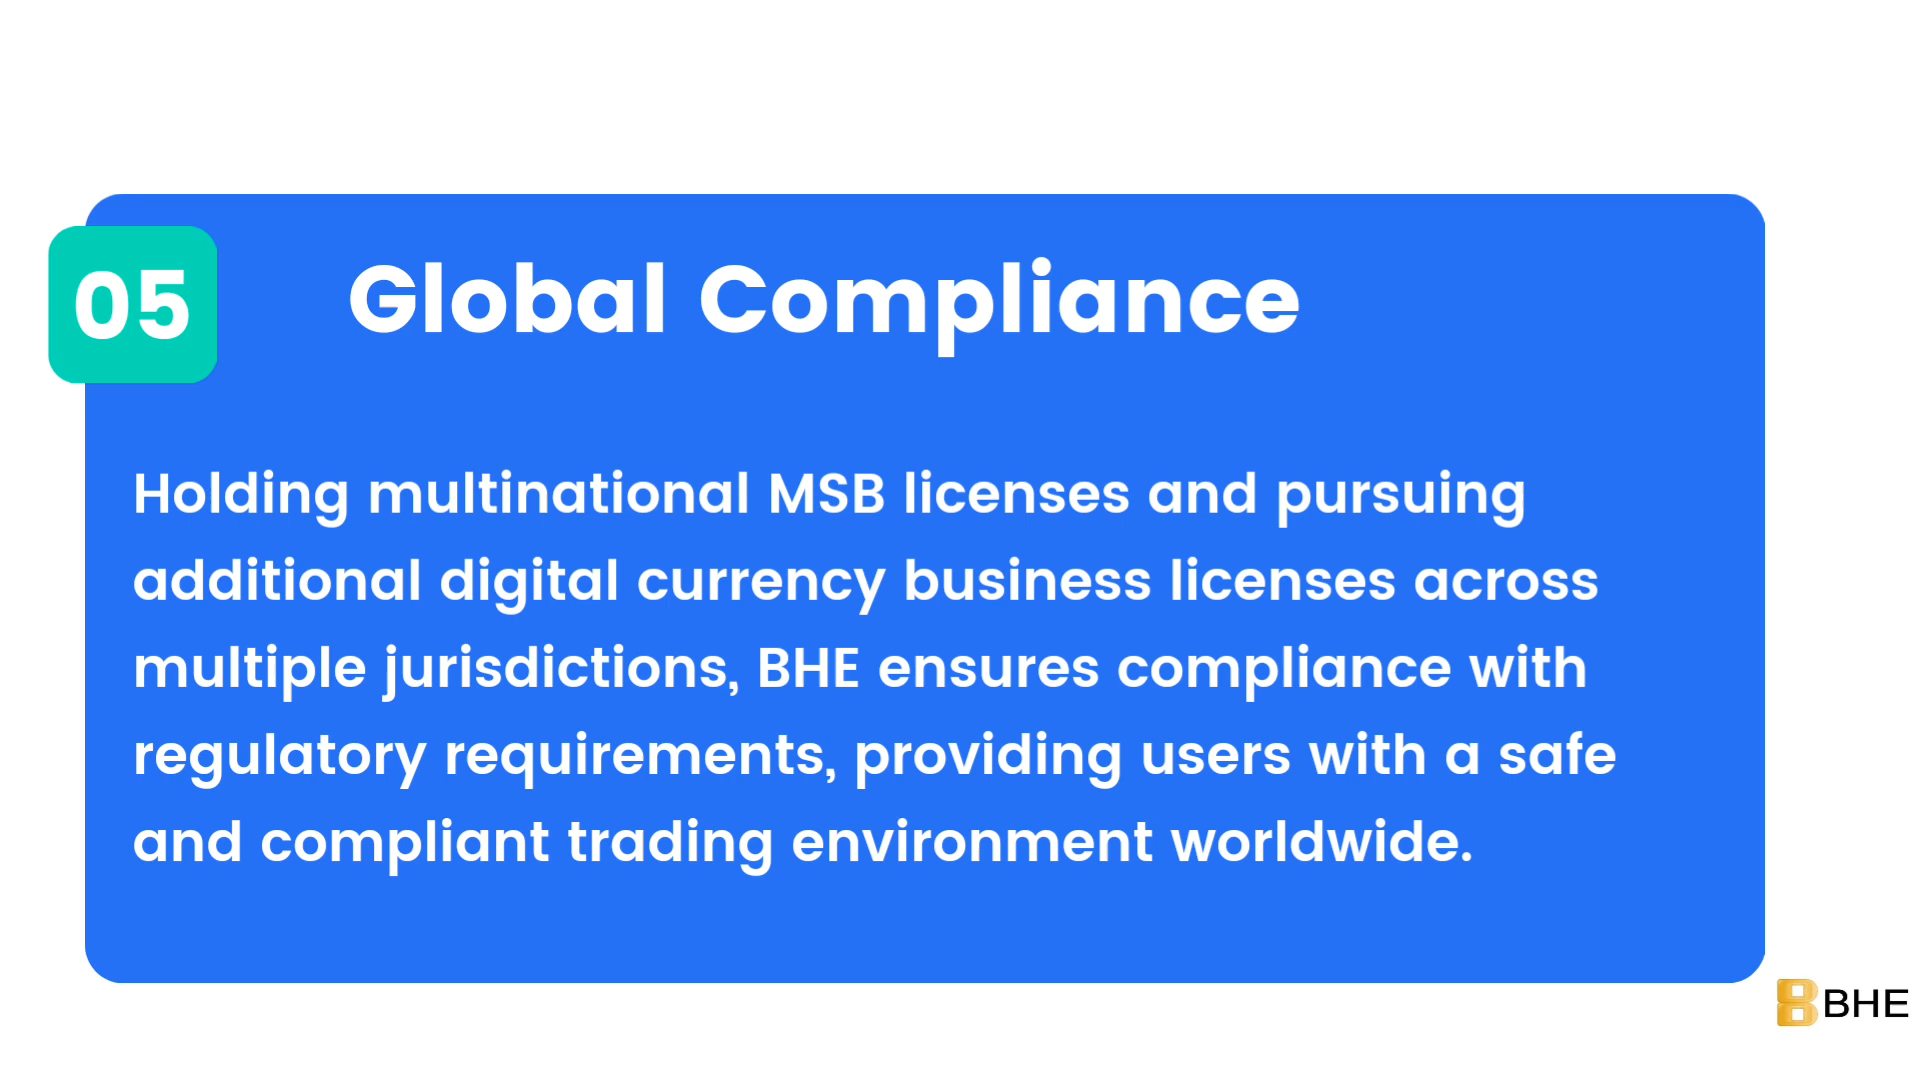 05
Global Compliance
Holding multinational MSB licenses and pursuing
additional digital currency business licenses across
multiple jurisdictions, BHE ensures compliance with
regulatory requirements, providing users with a safe
and compliant trading environment worldwide.
BHE